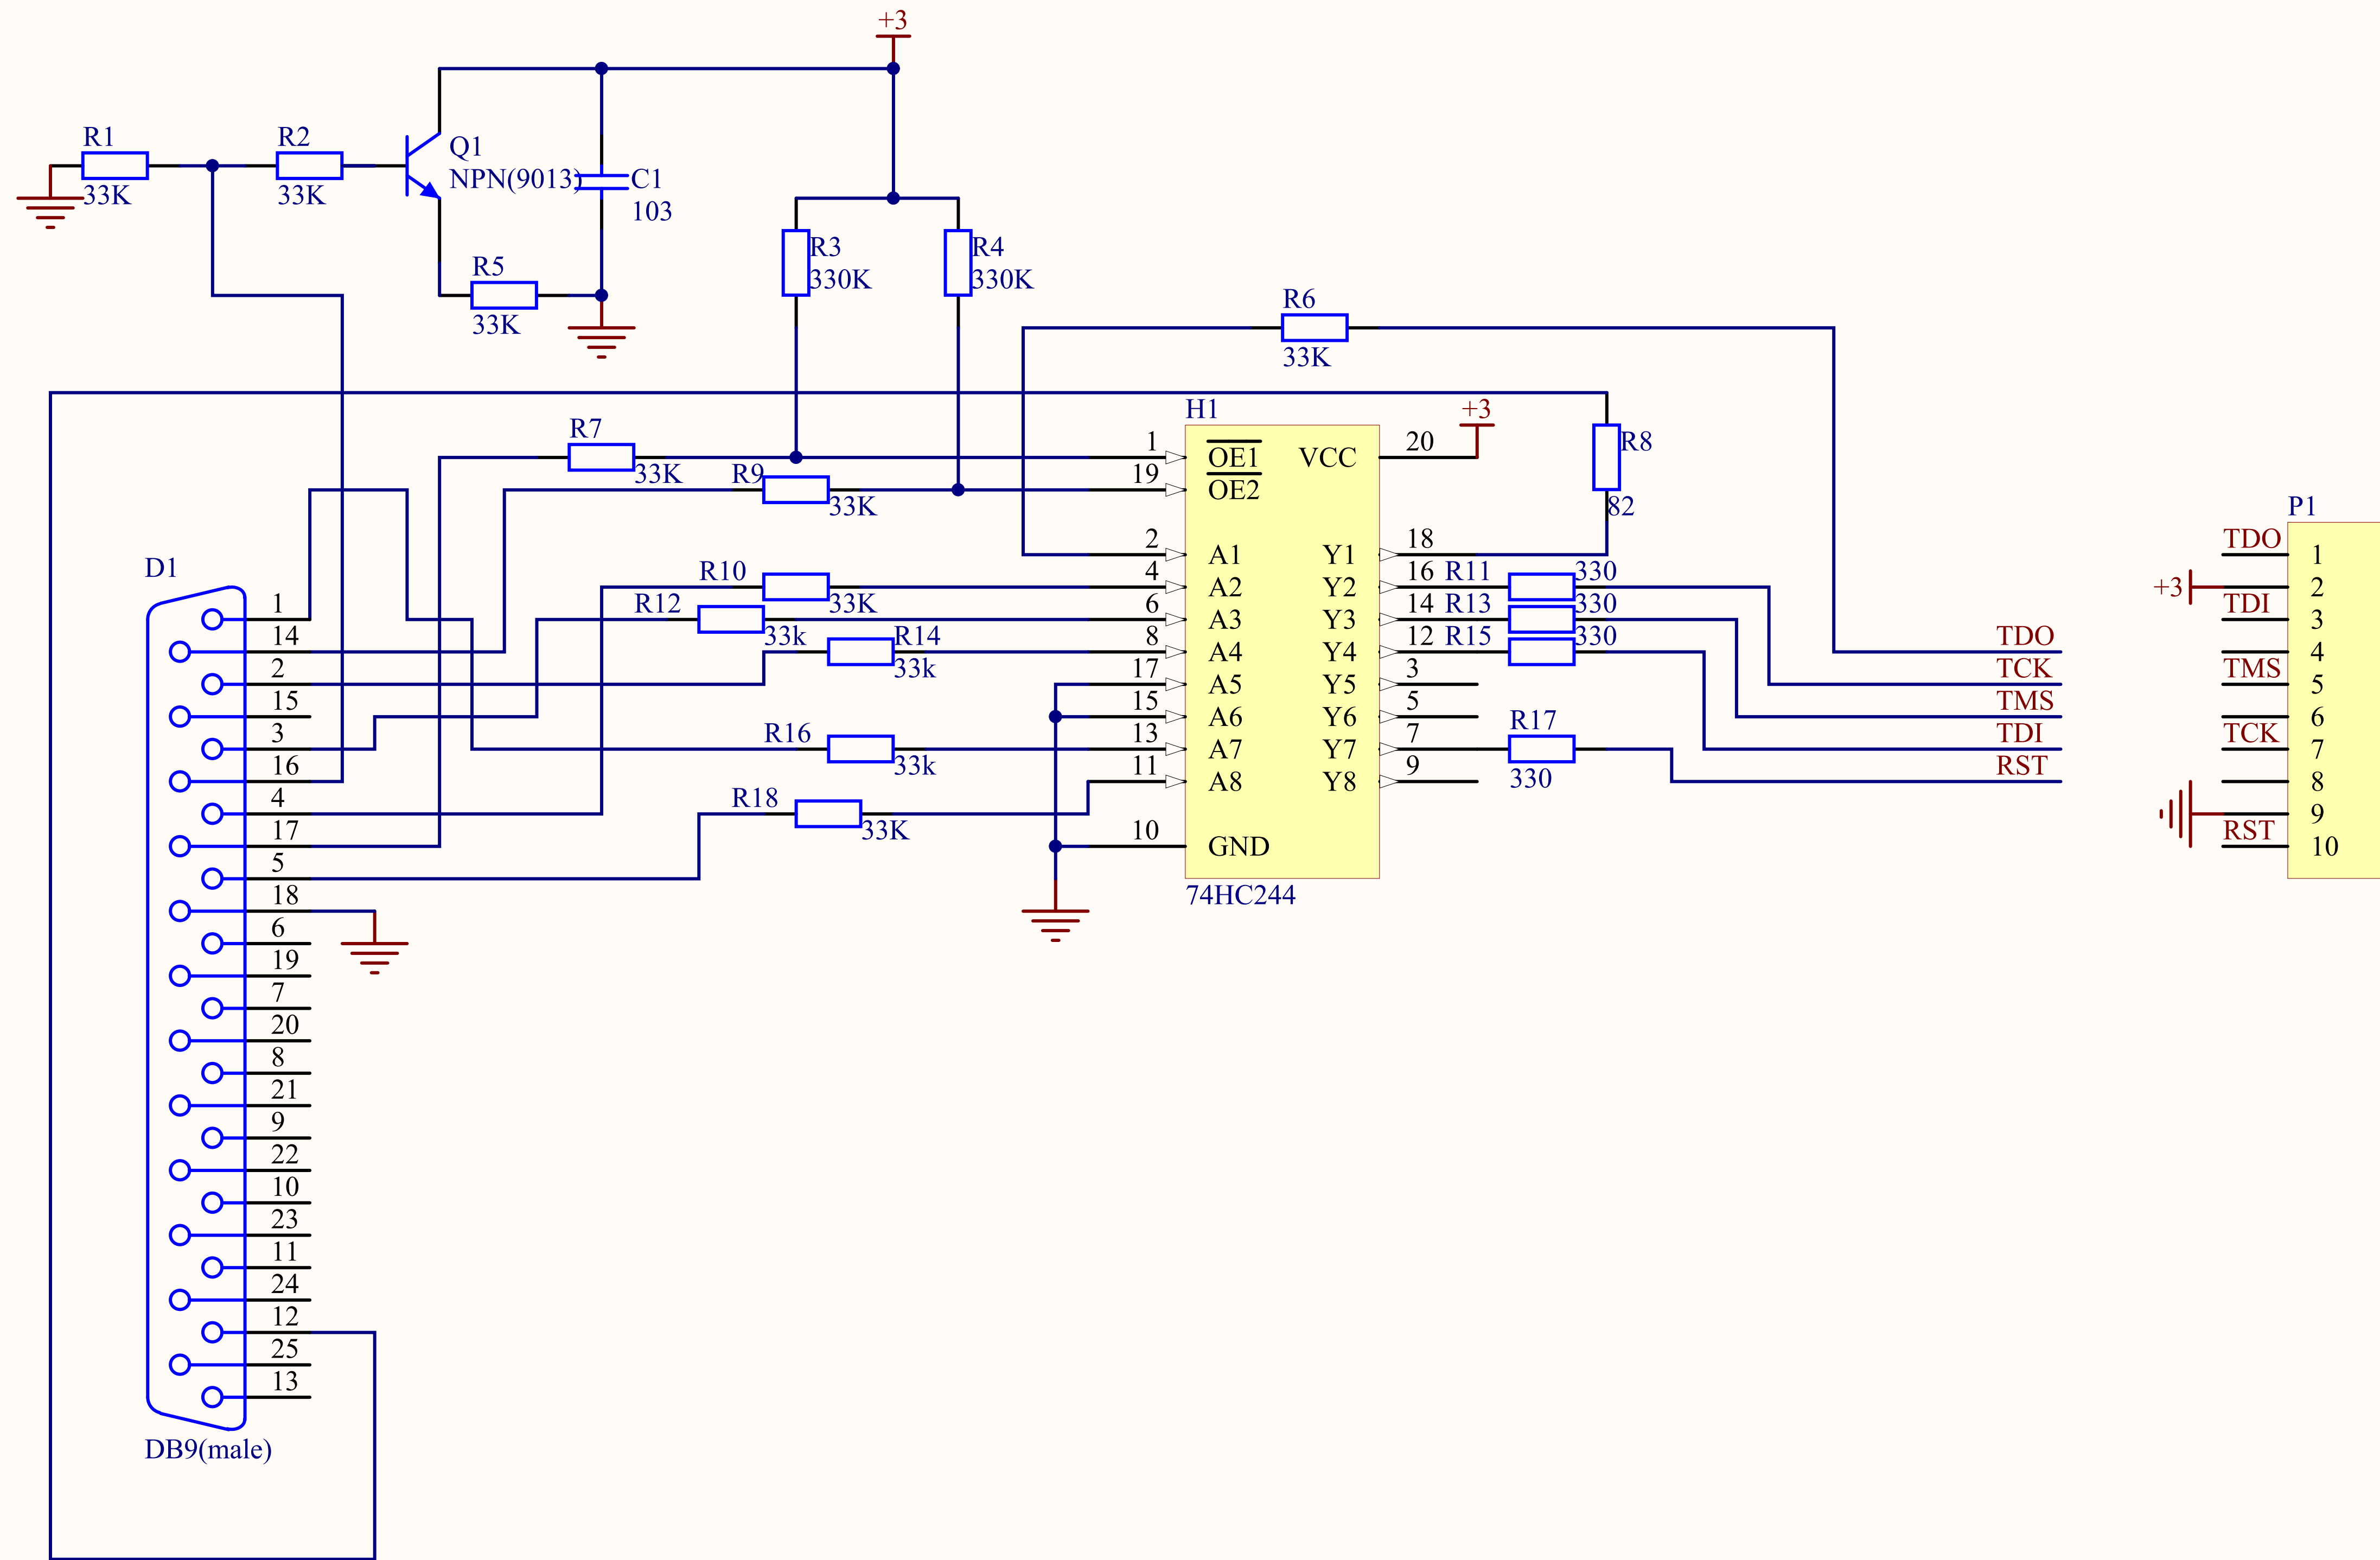 +3
R1
33K
R2
33K
Q1
NPN(9013)
C1
103
R5
33K
R3
330K
R4
330K
R6
33K
R7
33K
R9
33K
R10
33K
R12
33k
R14
33k
R16
33k
R18
33K
H1
1 OE1 VCC 20
+3
19 OE2
2 A1 Y1 18
4 A2 Y2 16
6 A3 Y3 14
8 A4 Y4 12
17 A5 Y5 3
15 A6 Y6 5
13 A7 Y7 7
11 A8 Y8 9
10 GND
74HC244
R8
82
R11 330
R13 330
R15 330
R17
330
TDO
TCK
TMS
TDI
RST
P1
TDO 1
+3 2
TDI 3
4
TMS 5
6
TCK 7
8
9
RST 10
D1
1
14
2
15
3
16
4
17
5
18
6
19
7
20
8
21
9
22
10
23
11
24
12
25
13
DB9(male)